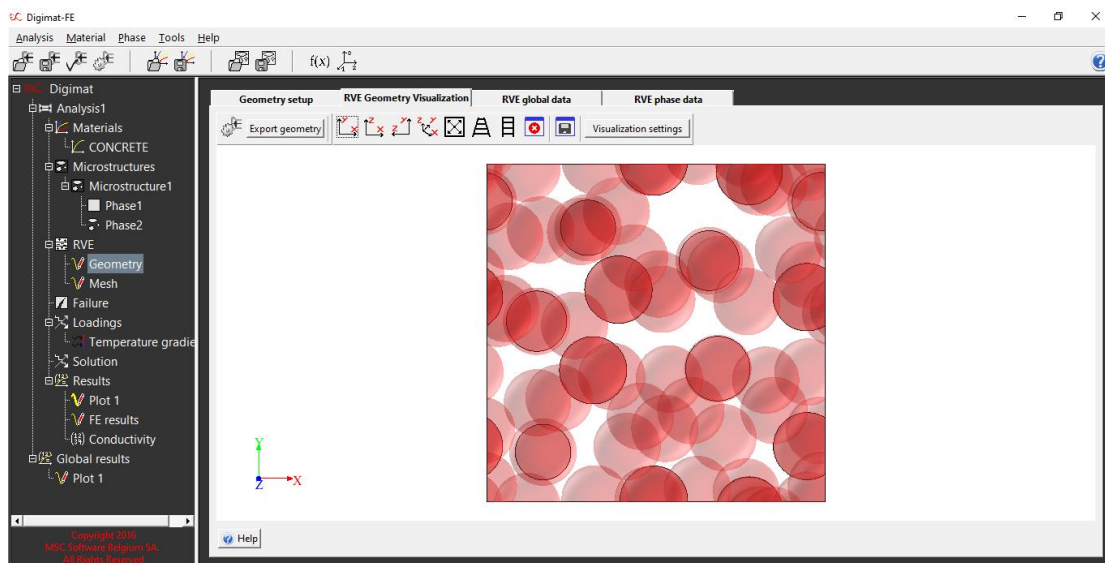 Digimat-FE
Analysis Material Phase Tools Help
f(x)
Digimat
Analysis1
Materials
CONCRETE
Microstructures
Microstructure1
Phase1
Phase2
RVE
Geometry
Mesh
Failure
Loadings
Temperature gradie
Solution
Results
Plot 1
FE results
Conductivity
Global results
Plot 1
Copyright 2016
MSC Software Belgium SA.
All Rights Reserved
Geometry setup RVE Geometry Visualization RVE global data RVE phase data
Export geometry Visualization settings
Y
Z X
Help